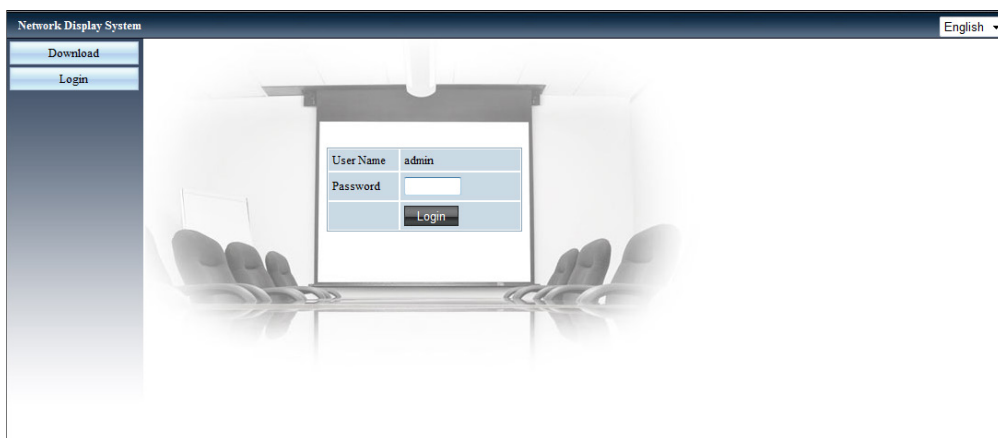 Network Display System
English
Download
Login
User Name admin
Password
Login